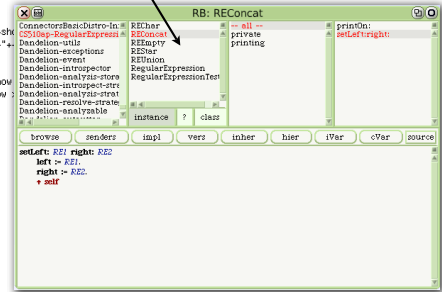 RB: REConcat
ConnectorsBasicDistro-In
CS510ap-RegularExpressi
Dandelion-utils
Dandelion-exceptions
Dandelion-event
Dandelion-introspector
Dandelion-analysis-stora
Dandelion-introspect-stra
Dandelion-analysis-strat
Dandelion-resolve-strate
Dandelion-analysable
REChar
REConcat
REEmpty
REStar
REUnion
RegularExpression
RegularExpressionTest
instance ? class
-- all --
private
printing
printOn:
setLeft:right:
browse senders impl vers inher hier iVar cVar source
setLeft: RE1 right: RE2
left := RE1.
right := RE2.
↑ self